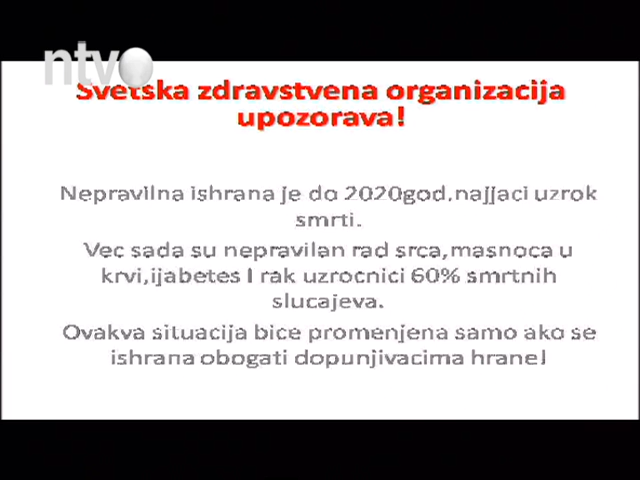 ntv
Svetska zdravstvena organizacija
upozorava!
Nepravilna ishrana je do 2020god.najjaci uzrok
smrti.
Vec sada su nepravilan rad srca,masnoca u
krvi,ijabetes I rak uzrocnici 60% smrtnih
slucajeva.
Ovakva situacija bice promenjena samo ako se
ishrana obogati dopunjivacima hrane!